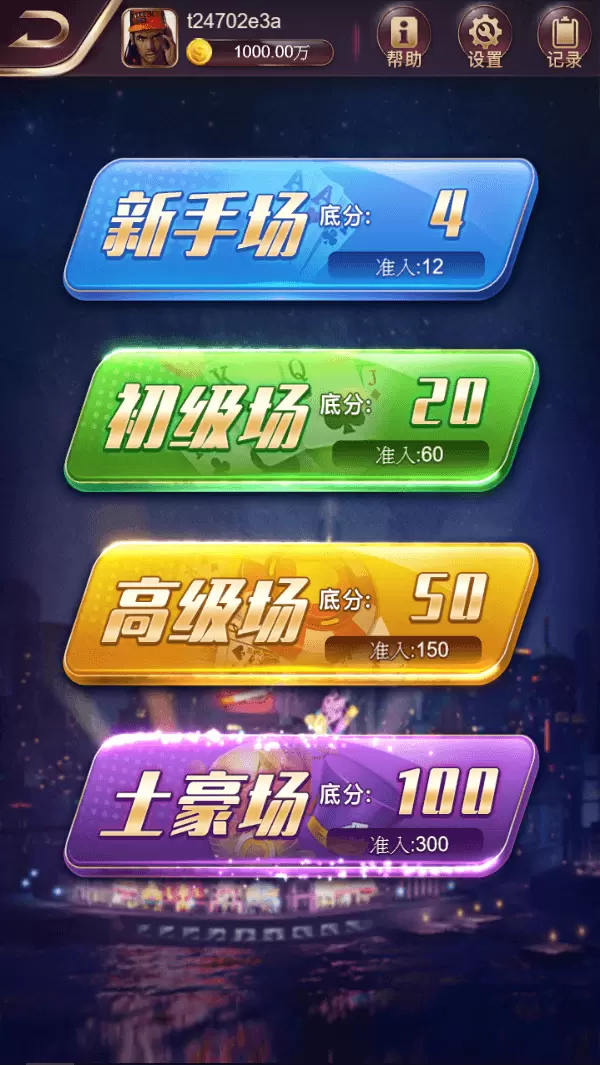 t24702e3a
1000.00万
帮助
设置
记录
新手场 底分: 4
准入:12
初级场 底分: 20
准入:60
高级场 底分: 50
准入:150
土豪场 底分: 100
准入:300